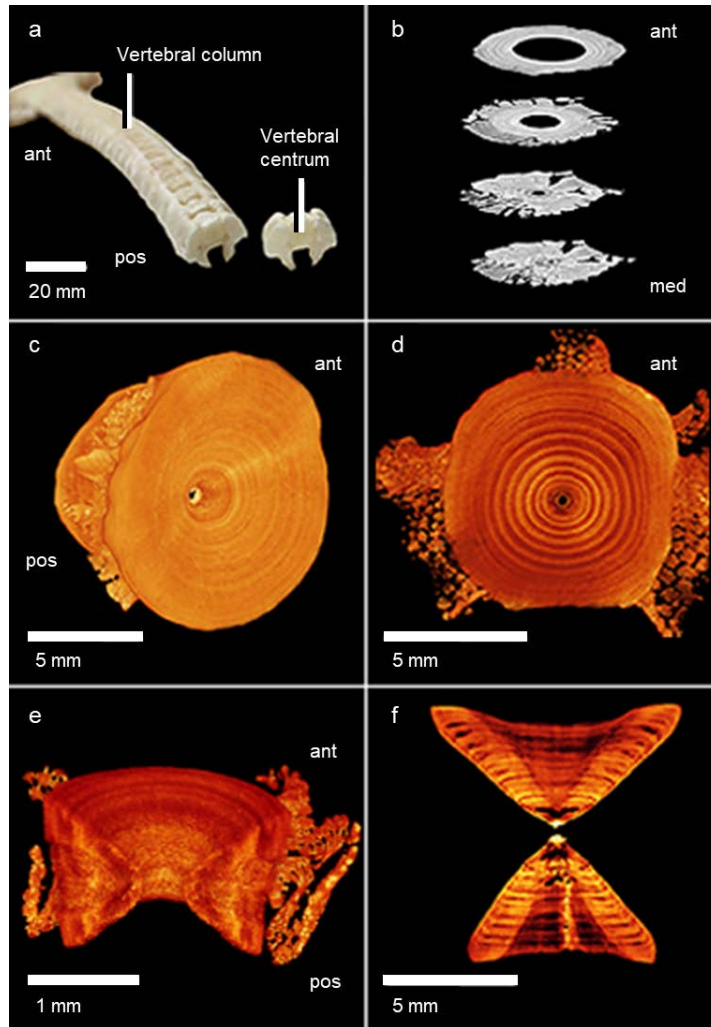 a
Vertebral column
ant
Vertebral
centrum
pos
20 mm
b
ant
med
c
ant
pos
5 mm
d
ant
5 mm
e
ant
pos
1 mm
f
5 mm